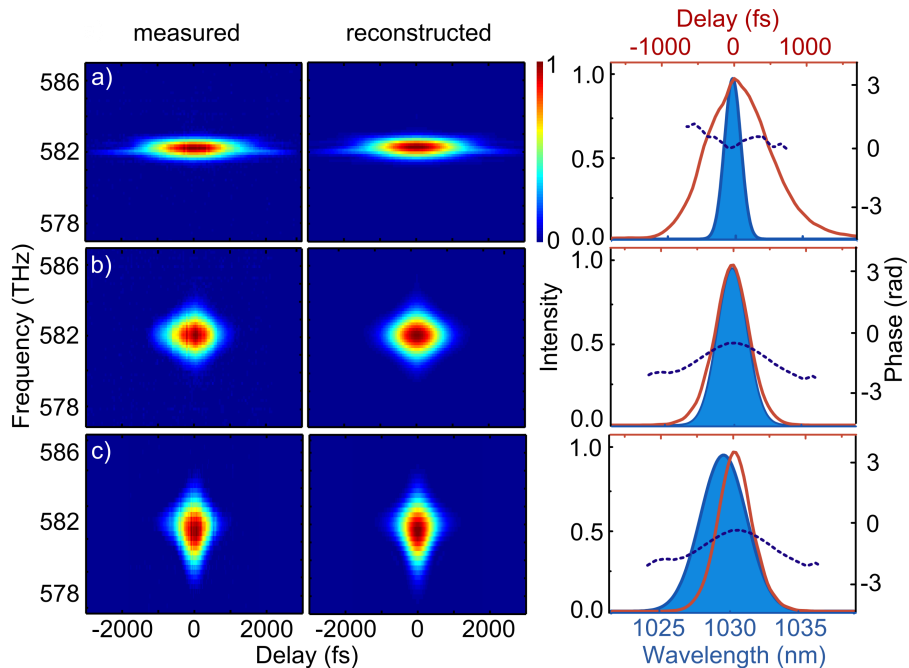 measured
reconstructed
Delay (fs)
-1000 0 1000
a)
586
582
578
1
0
1.0
0.5
0.0
3
0
-3
b)
586
582
578
1.0
0.5
0.0
3
0
-3
c)
586
582
578
1.0
0.5
0.0
3
0
-3
Frequency (THz)
Intensity
Phase (rad)
-2000 0 2000
-2000 0 2000
Delay (fs)
1025 1030 1035
Wavelength (nm)